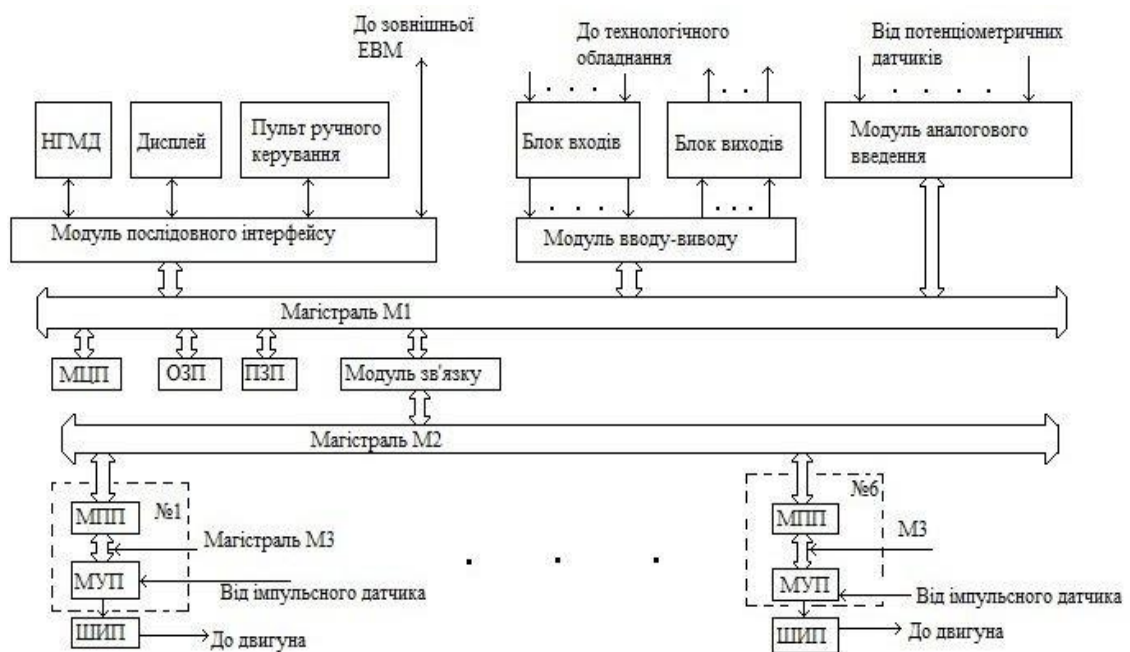 До зовнішньої
ЕВМ
До технологічного
обладнання
Від потенціометричних
датчиків
НГМД
Дисплей
Пульт ручного
керування
Блок входів
Блок виходів
Модуль аналогового
введення
Модуль послідовного інтерфейсу
Модуль вводу-виводу
Магістраль М1
МЦП
ОЗП
ПЗП
Модуль зв'язку
Магістраль М2
№1
МПП
Магістраль М3
МУП
Від імпульсного датчика
ШИП
До двигуна
№6
МПП
М3
МУП
Від імпульсного датчика
ШИП
До двигуна